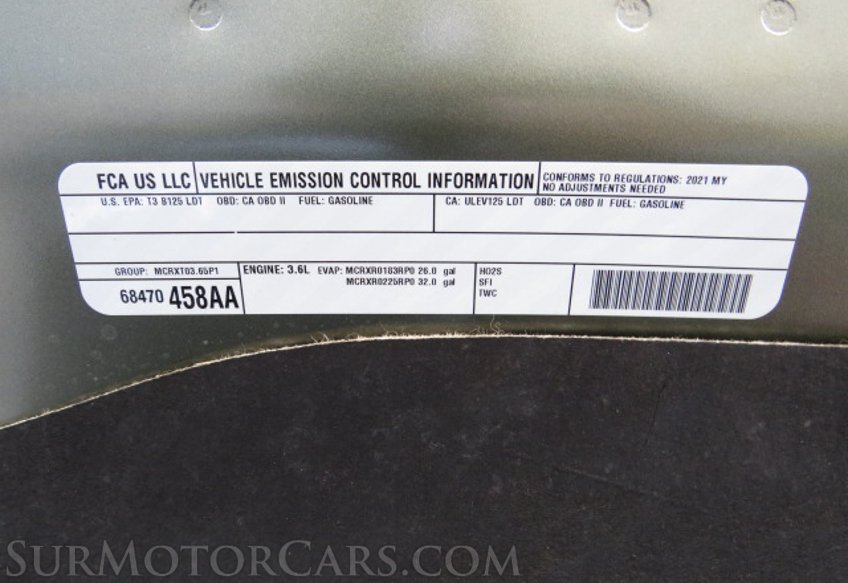 FCA US LLC VEHICLE EMISSION CONTROL INFORMATION CONFORMS TO REGULATIONS: 2021 MY
NO ADJUSTMENTS NEEDED
U.S. EPA: T3 B125 LDT OBD: CA OBD II FUEL: GASOLINE CA: ULEV125 LDT OBD: CA OBD II FUEL: GASOLINE
GROUP: MCRXT03.65P1 ENGINE: 3.6L EVAP: MCRXR0183RP0 26.0 gal HO2S
MCRXR0225RP0 32.0 gal SFI
68470 458AA TWC
SURMOTORCARS.COM